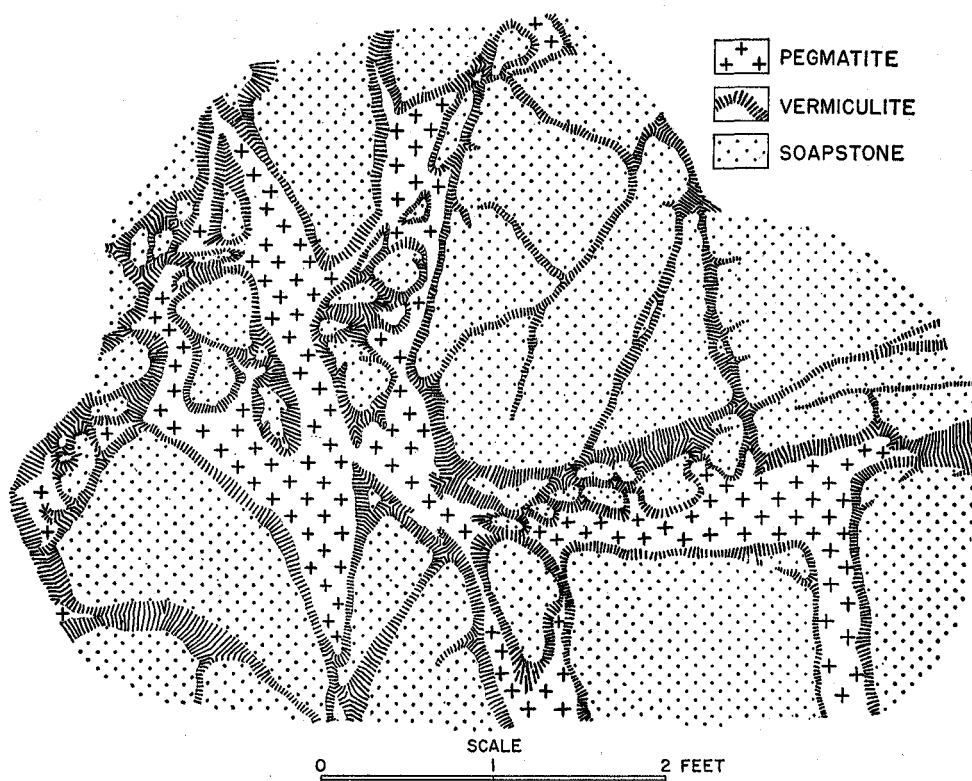 PEGMATITE
VERMICULITE
SOAPSTONE
SCALE
0 1 2 FEET